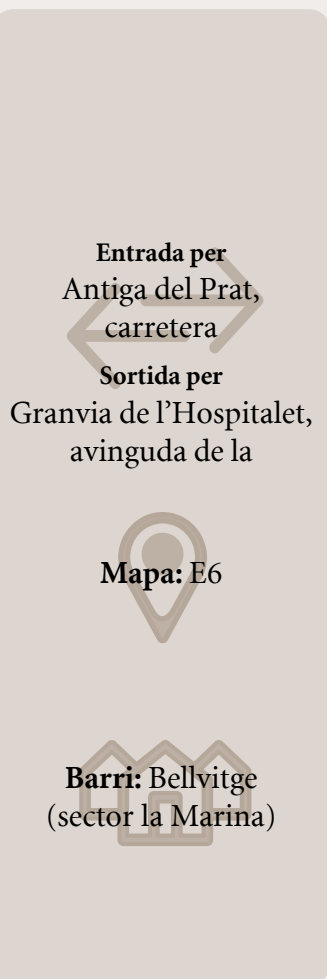 Entrada per
Antiga del Prat,
carretera
Sortida per
Granvia de l’Hospitalet,
avinguda de la
Mapa: E6
Barri: Bellvitge
(sector la Marina)